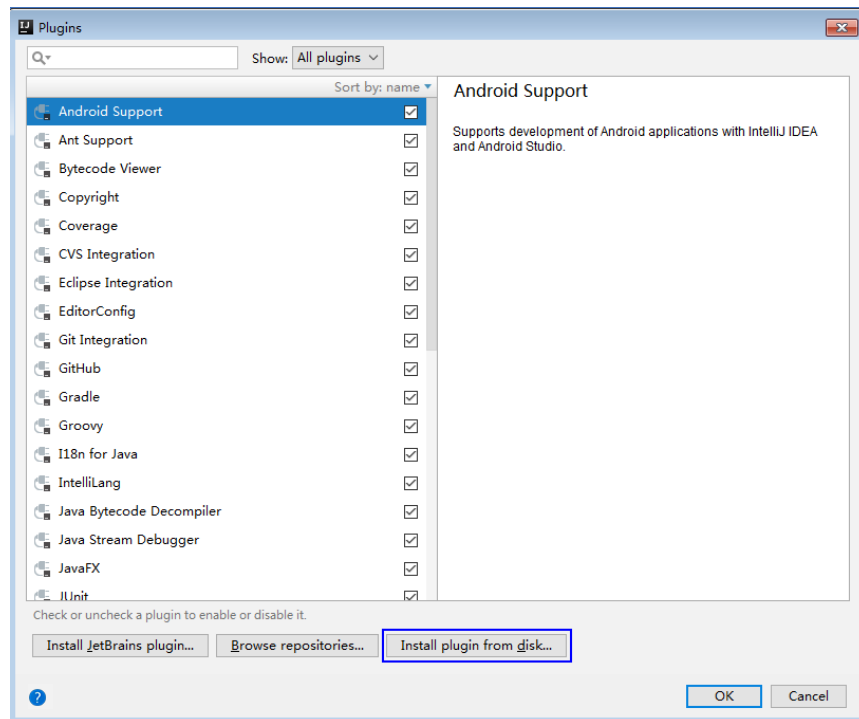 Plugins
Show: All plugins
Sort by: name
Android Support
Ant Support
Bytecode Viewer
Copyright
Coverage
CVS Integration
Eclipse Integration
EditorConfig
Git Integration
GitHub
Gradle
Groovy
I18n for Java
IntelliLang
Java Bytecode Decompiler
Java Stream Debugger
JavaFX
JUnit
Android Support
Supports development of Android applications with IntelliJ IDEA
and Android Studio.
Check or uncheck a plugin to enable or disable it.
Install JetBrains plugin... Browse repositories... Install plugin from disk...
? OK Cancel